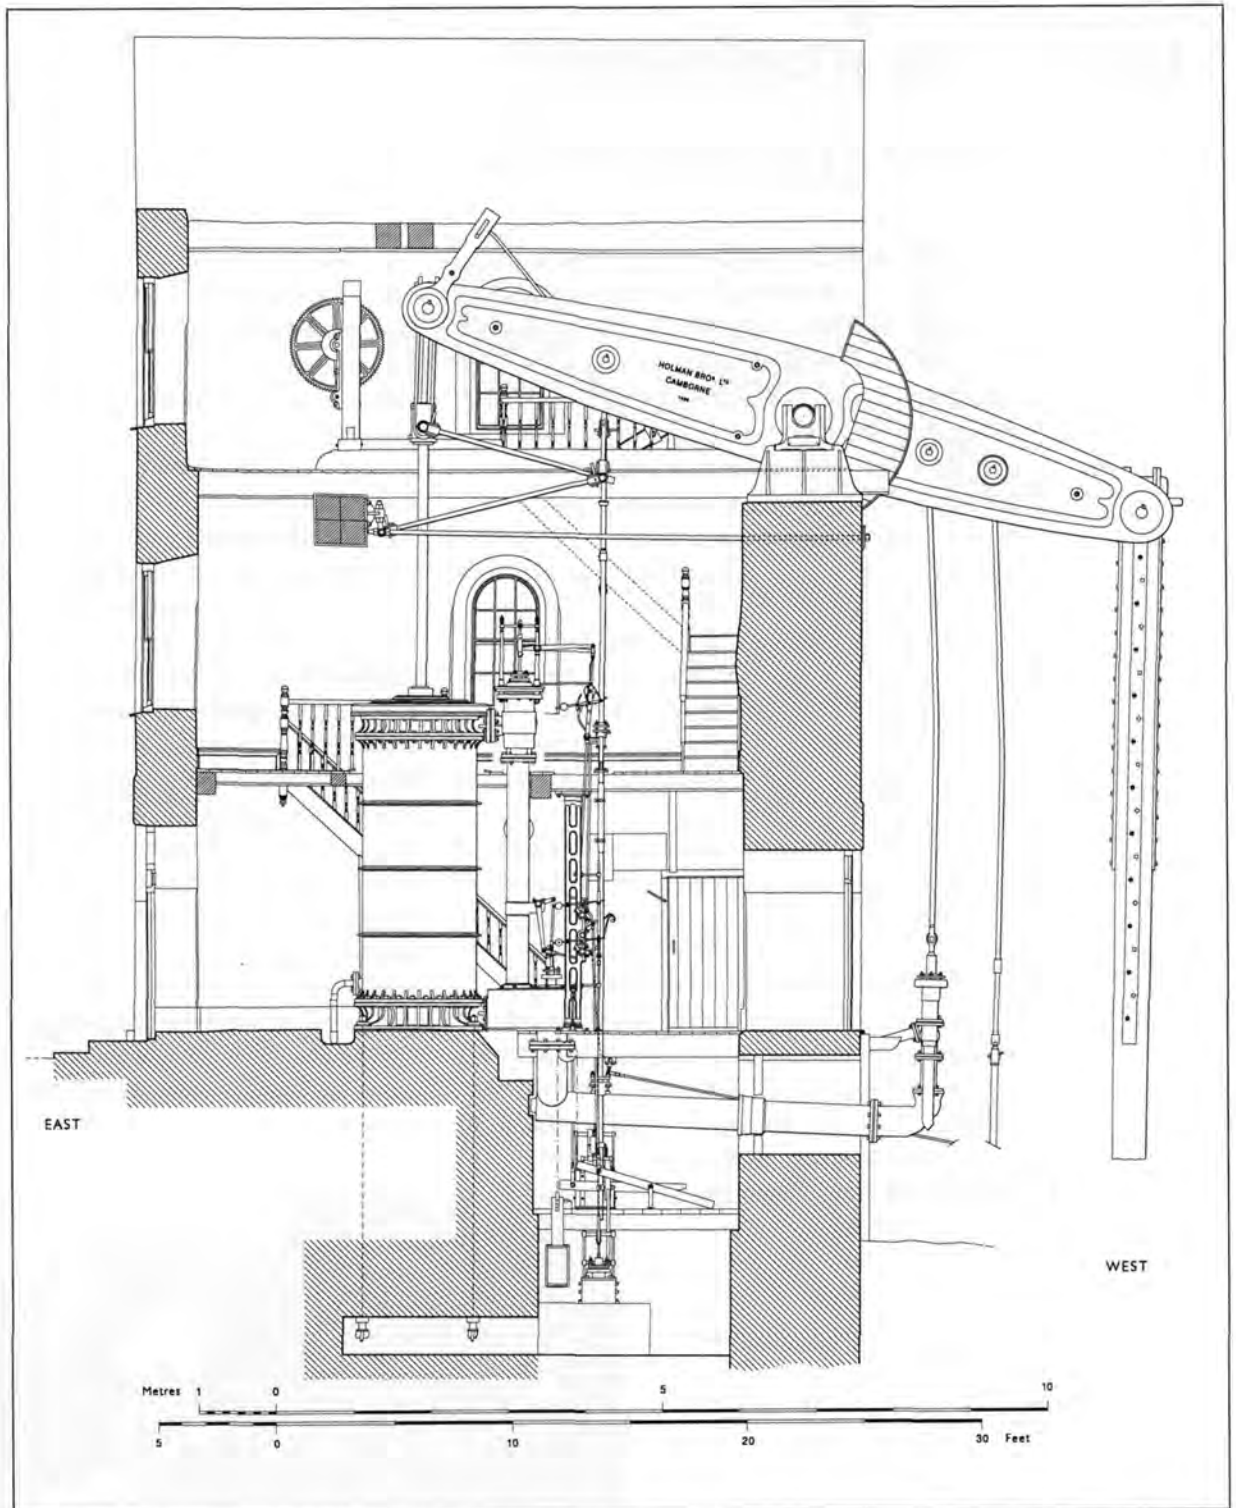 HOLMAN BROS. LTD
CAMBORNE
EAST
WEST
Metres 1 0 5 10
5 0 10 20 30 Feet